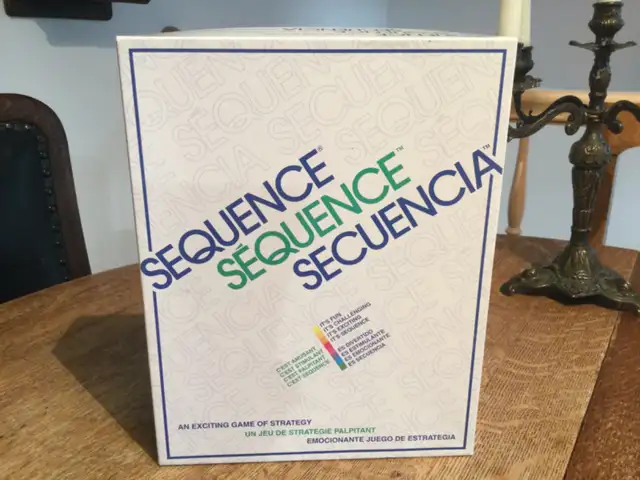 SEQUENCE®
SÉQUENCE™
SECUENCIA™
IT'S FUN
IT'S CHALLENGING
IT'S EXCITING
IT'S SEQUENCE
C'EST AMUSANT
C'EST STIMULANT
C'EST PALPITANT
C'EST SEQUENCE
ES DIVERTIDO
ES ESTIMULANTE
ES EMOCIONANTE
ES SECUENCIA
AN EXCITING GAME OF STRATEGY
UN JEU DE STRATEGIE PALPITANT
EMOCIONANTE JUEGO DE ESTRATEGIA